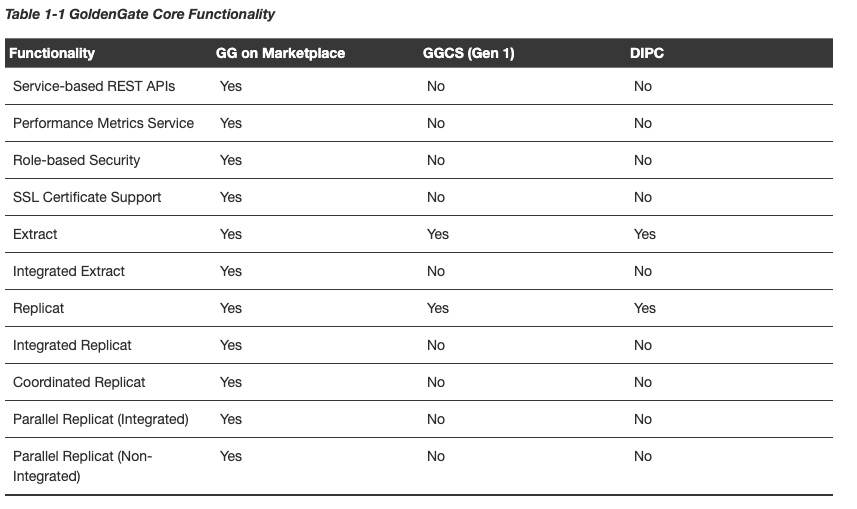 Table 1-1 GoldenGate Core Functionality
Functionality GG on Marketplace GGCS (Gen 1) DIPC
Service-based REST APIs Yes No No
Performance Metrics Service Yes No No
Role-based Security Yes No No
SSL Certificate Support Yes No No
Extract Yes Yes Yes
Integrated Extract Yes No No
Replicat Yes Yes Yes
Integrated Replicat Yes No No
Coordinated Replicat Yes No No
Parallel Replicat (Integrated) Yes No No
Parallel Replicat (Non- Yes No No
Integrated)